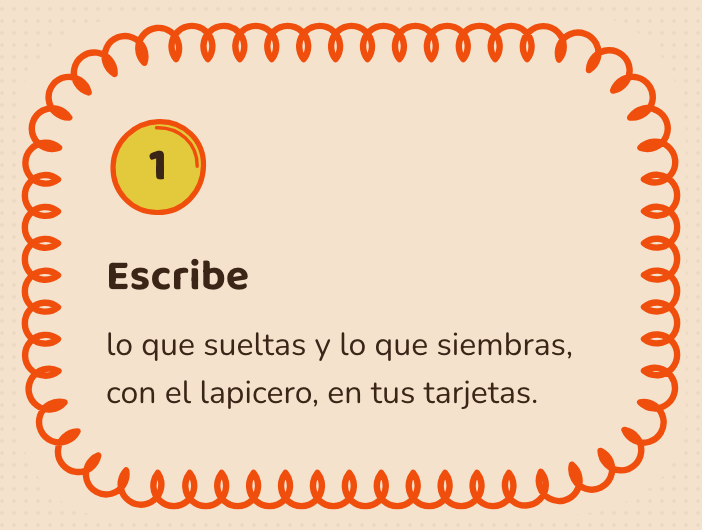 1
Escribe
lo que sueltas y lo que siembras,
con el lapicero, en tus tarjetas.